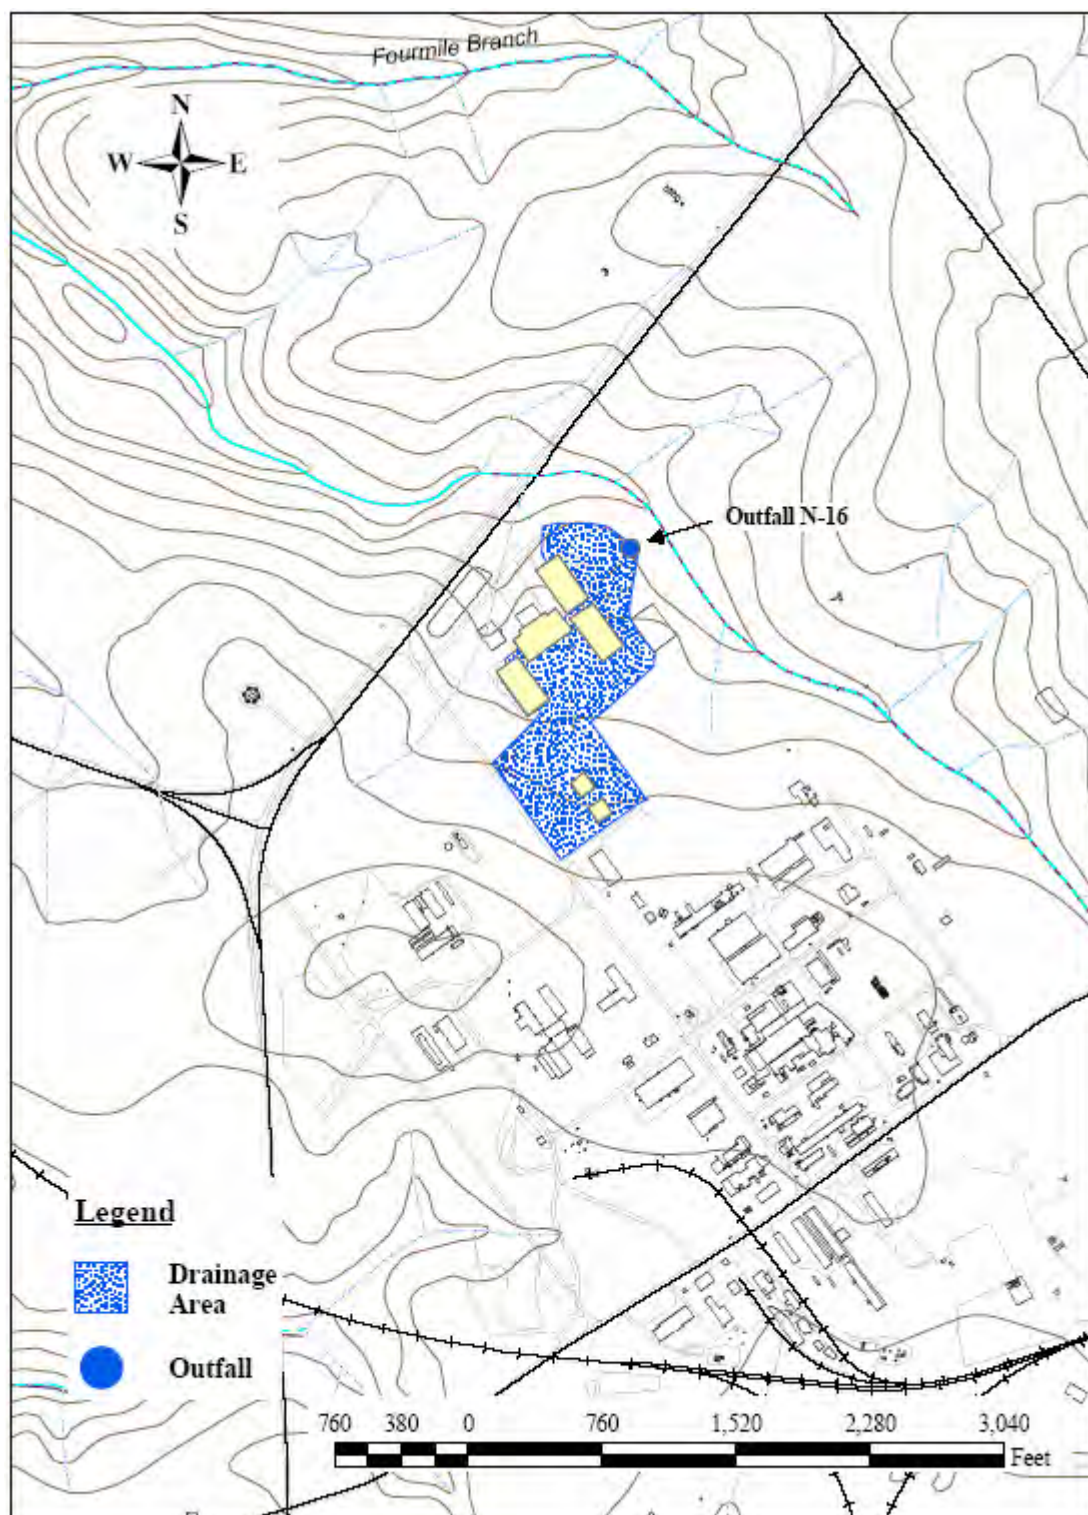 Fourmile Branch
N
W E
S
Outfall N-16
Legend
Drainage
Area
Outfall
760 380 0 760 1,520 2,280 3,040
Feet